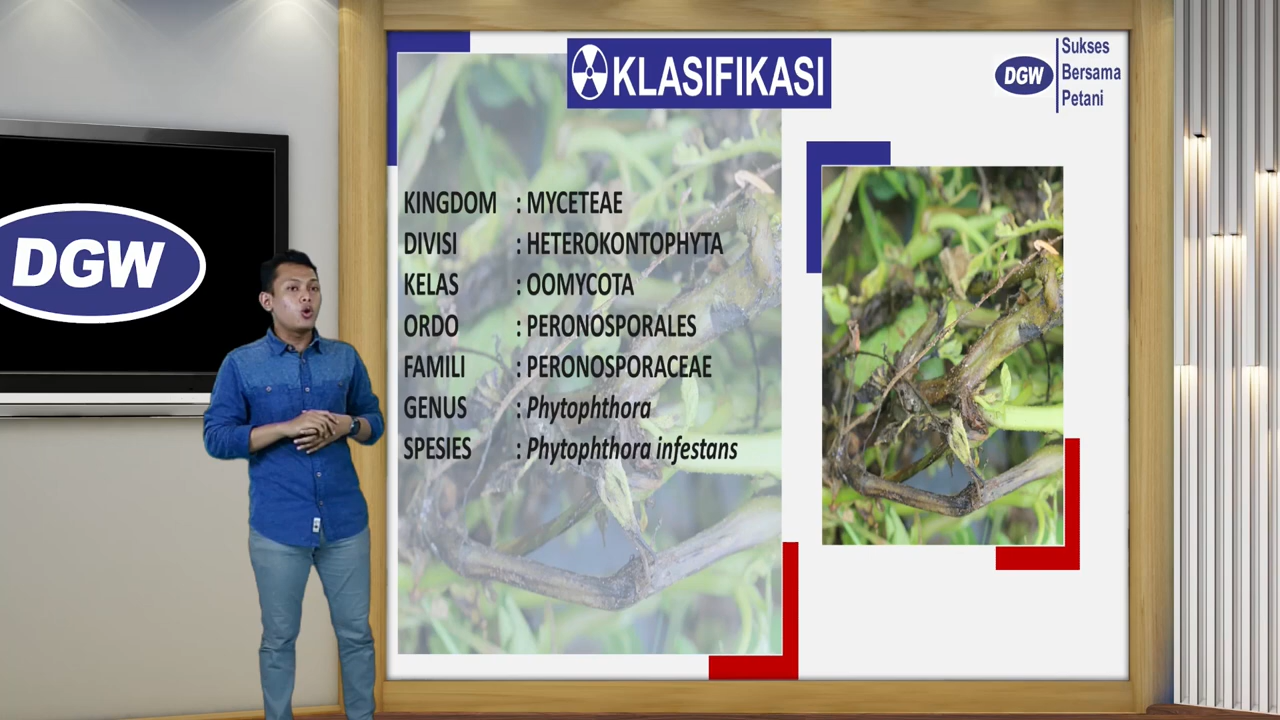 KLASIFIKASI
DGW
Sukses
Bersama
Petani
DGW
KINGDOM : MYCETEAE
DIVISI : HETEROKONTOPHYTA
KELAS : OOMYCOTA
ORDO : PERONOSPORALES
FAMILI : PERONOSPORACEAE
GENUS : Phytophthora
SPESIES : Phytophthora infestans